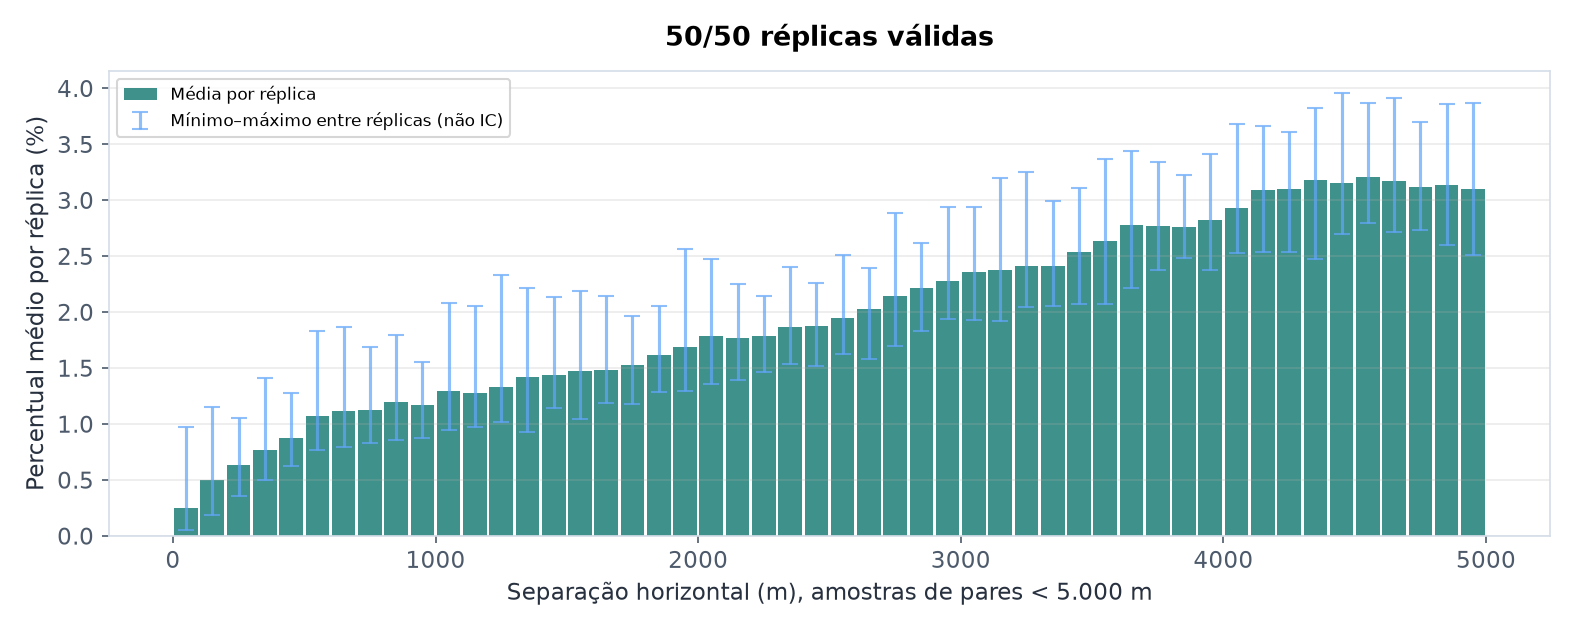 50/50 réplicas válidas
Média por réplica
Mínimo–máximo entre réplicas (não IC)
Percentual médio por réplica (%)
4.0
3.5
3.0
2.5
2.0
1.5
1.0
0.5
0.0
0 1000 2000 3000 4000 5000
Separação horizontal (m), amostras de pares < 5.000 m